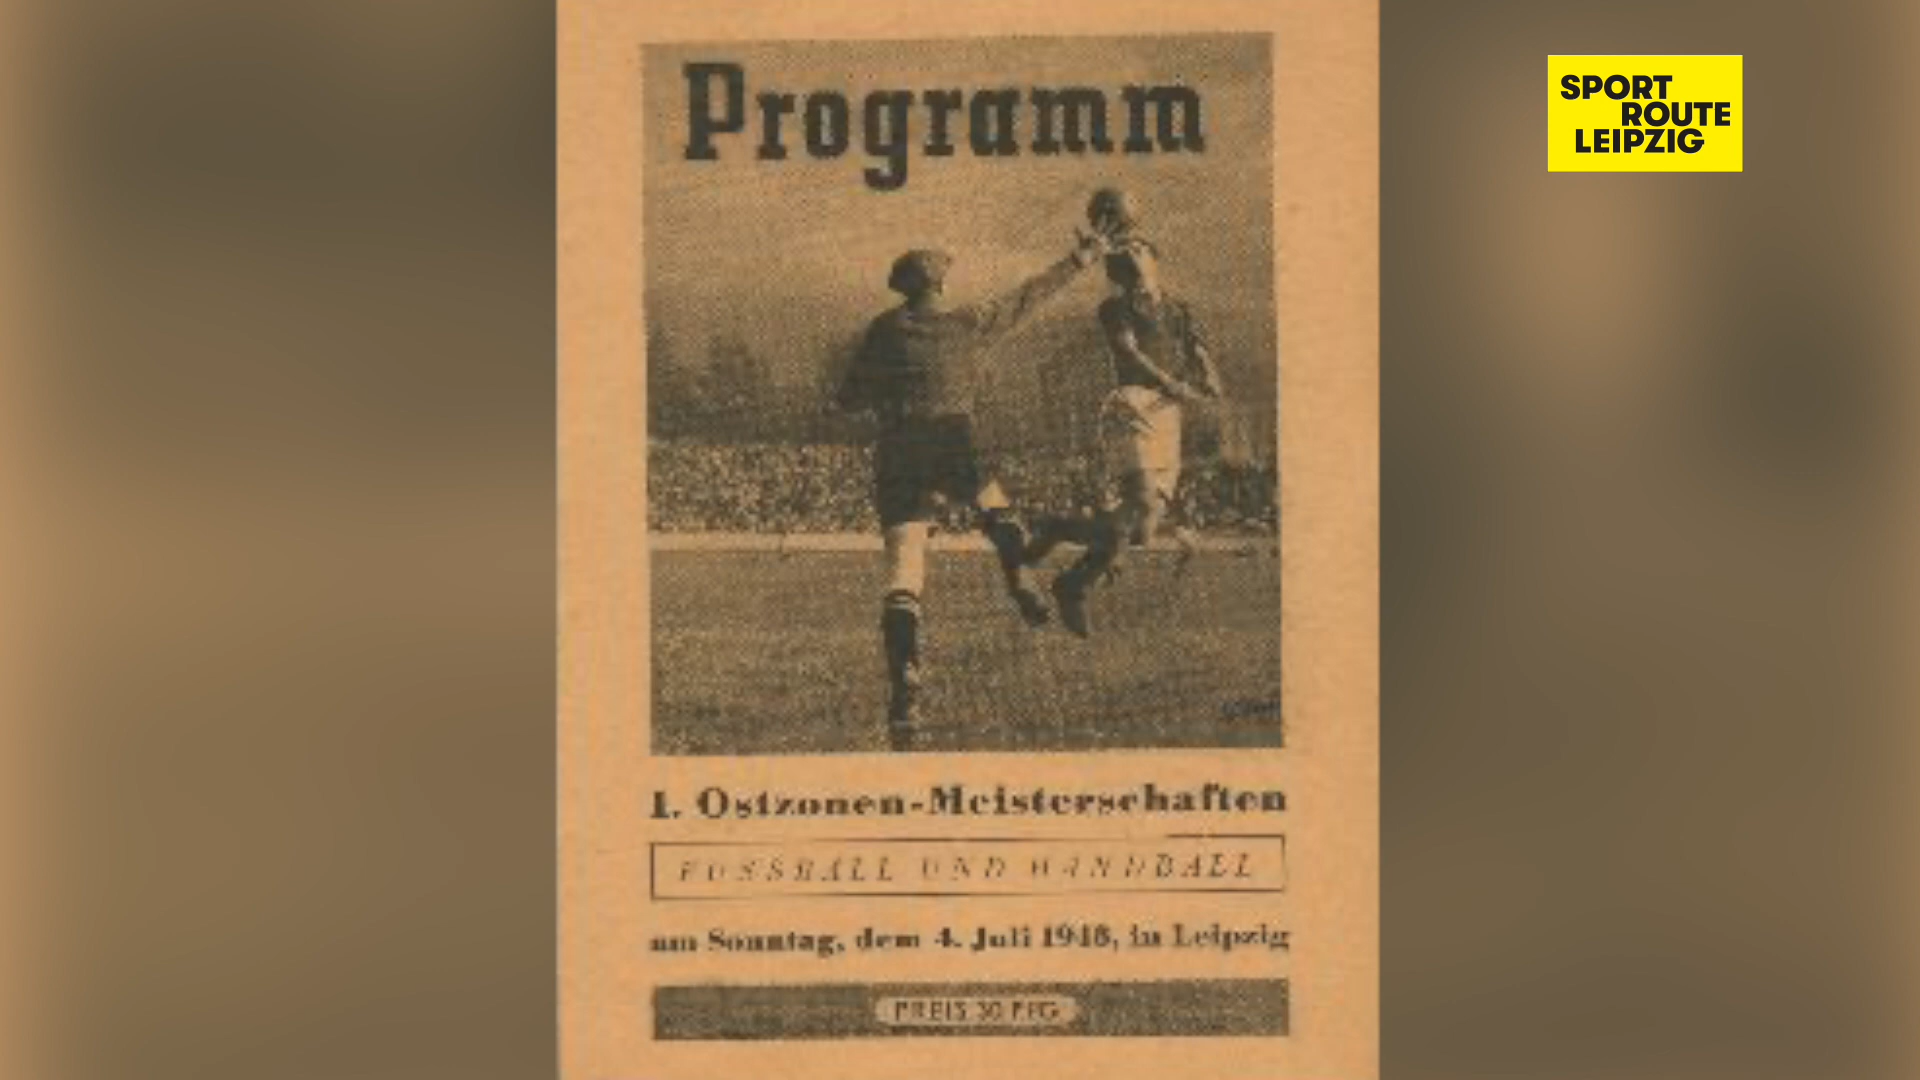 Programm
1. Ostzonen-Meisterschaften
FUSSBALL UND HANDBALL
am Sonntag, dem 4. Juli 1948, in Leipzig
PREIS 30 PFG
SPORT
ROUTE
LEIPZIG